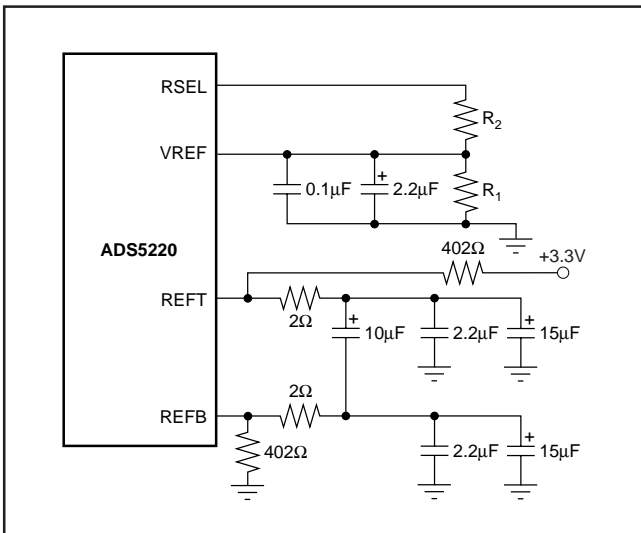 RSEL
R2
VREF
0.1µF
+
2.2µF
R1
ADS5220
402Ω
+3.3V
REFT
2Ω
+
10µF
2.2µF
+
15µF
2Ω
REFB
402Ω
2.2µF
+
15µF